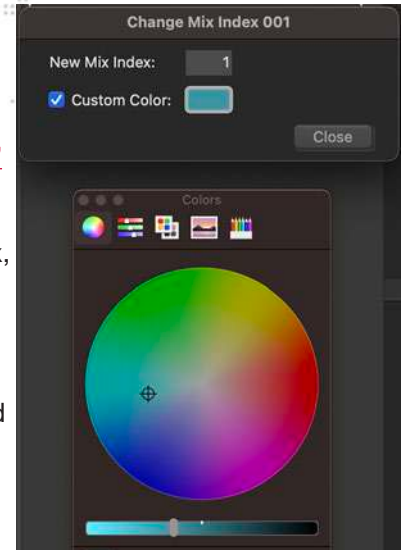 Change Mix Index 001
New Mix Index: 1
Custom Color:
Close
Colors